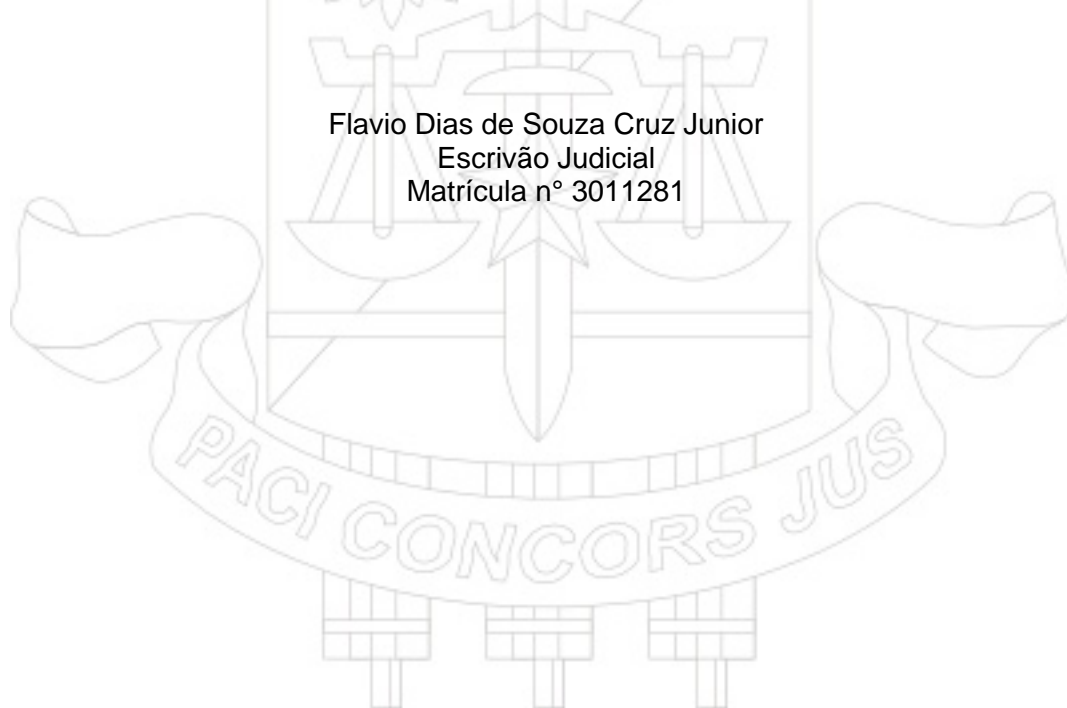 Flavio Dias de Souza Cruz Junior
Escrivão Judicial
Matrícula n° 3011281
PACI CONCORS JUS